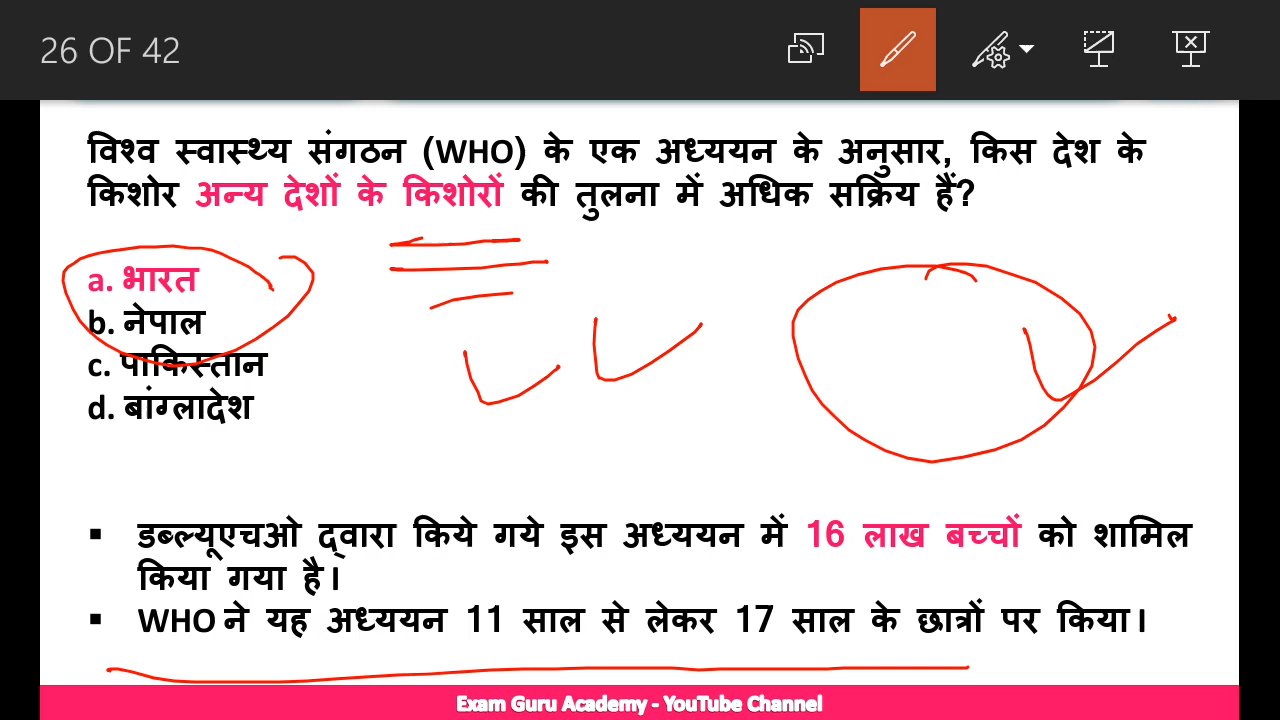 26 OF 42
विश्व स्वास्थ्य संगठन (WHO) के एक अध्ययन के अनुसार, किस देश के
किशोर अन्य देशों के किशोरों की तुलना में अधिक सक्रिय हैं?
a. भारत
b. नेपाल
c. पाकिस्तान
d. बांग्लादेश
▪ डब्ल्यूएचओ द्वारा किये गये इस अध्ययन में 16 लाख बच्चों को शामिल
किया गया है।
▪ WHO ने यह अध्ययन 11 साल से लेकर 17 साल के छात्रों पर किया।
Exam Guru Academy - YouTube Channel